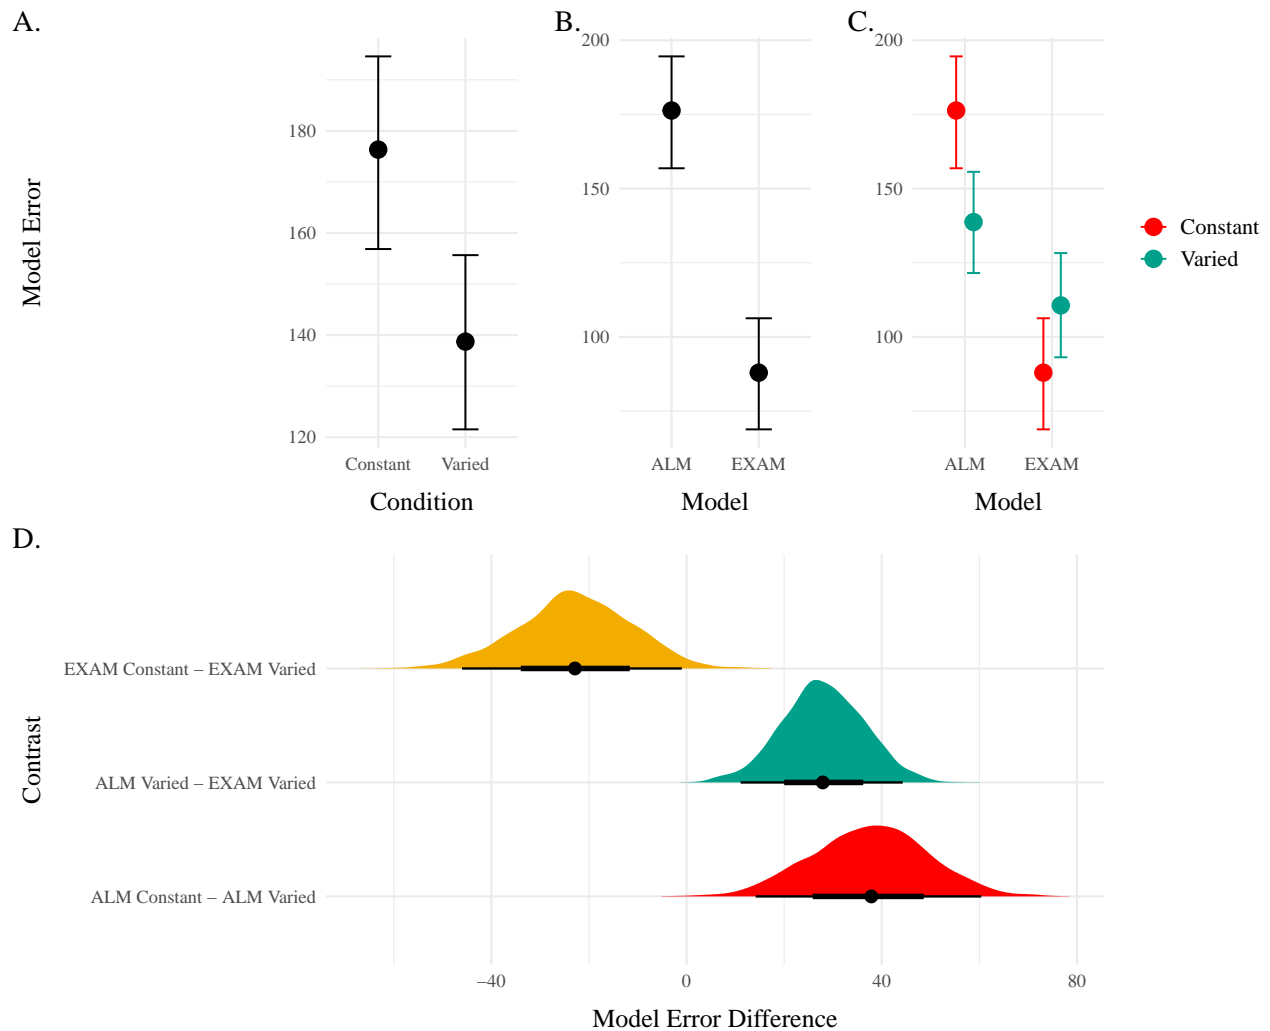 A.
B.
C.
Model Error
180
160
140
120
Constant
Varied
Condition
200
150
100
ALM
EXAM
Model
200
150
100
ALM
EXAM
Model
Constant
Varied
D.
Contrast
EXAM Constant – EXAM Varied
ALM Varied – EXAM Varied
ALM Constant – ALM Varied
−40
0
40
80
Model Error Difference